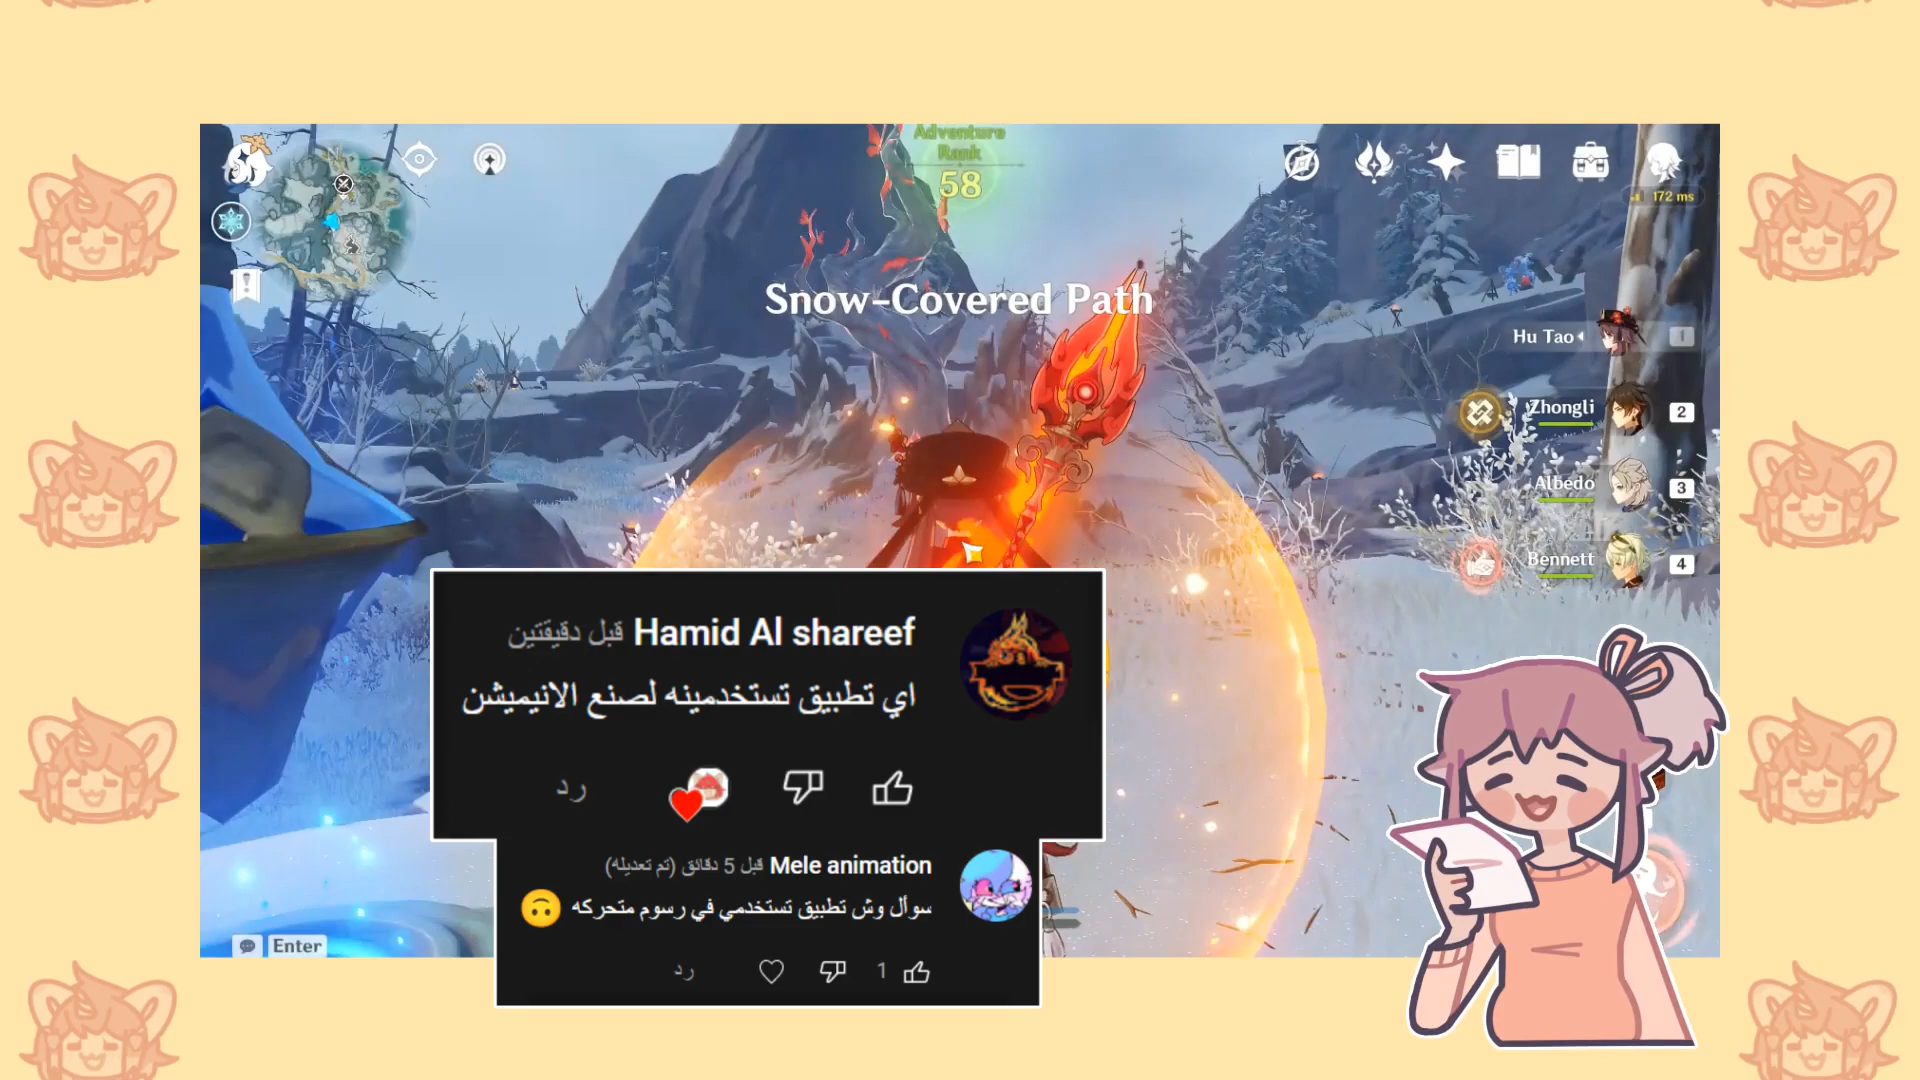 Adventure
Rank
58
172 ms
Snow-Covered Path
Hu Tao
1
Zhongli
2
Albedo
3
Bennett
4
Hamid Al shareef قبل دقيقتين
اي تطبيق تستخدمينه لصنع الانيميشن
رد
Mele animation قبل 5 دقائق (تم تعديله)
سوأل وش تطبيق تستخدمي في رسوم متحركه 🙃
1
رد
Enter